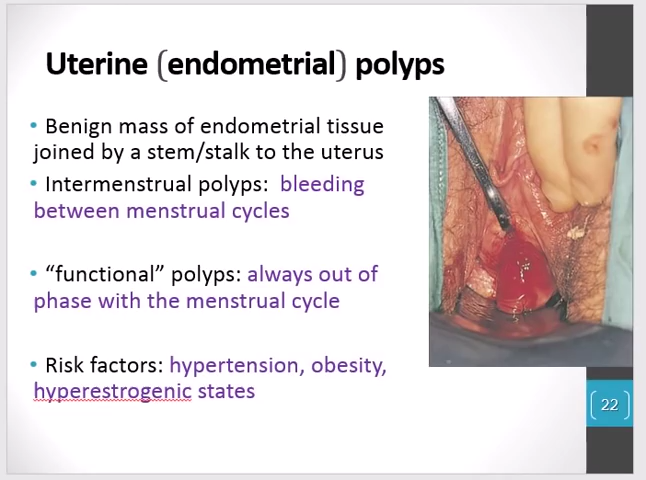 Uterine (endometrial) polyps
• Benign mass of endometrial tissue
joined by a stem/stalk to the uterus
• Intermenstrual polyps: bleeding
between menstrual cycles
• “functional” polyps: always out of
phase with the menstrual cycle
• Risk factors: hypertension, obesity,
hyperestrogenic states
22